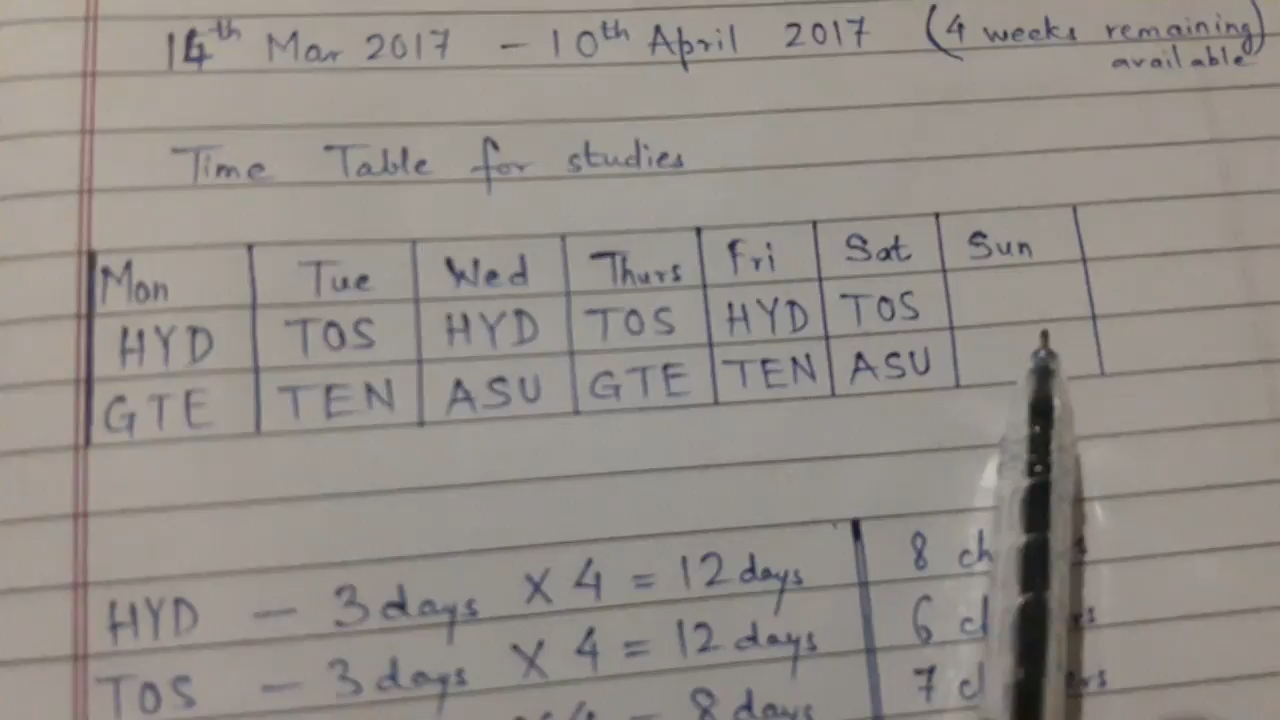 14th Mar 2017 - 10th April 2017 (4 weeks remaining
available)
Time Table for studies
Mon Tue Wed Thurs Fri Sat Sun
HYD TOS HYD TOS HYD TOS
GTE TEN ASU GTE TEN ASU
HYD - 3 days X 4 = 12 days 8
TOS - 3 days X 4 = 12 days 6
= 8 days 7